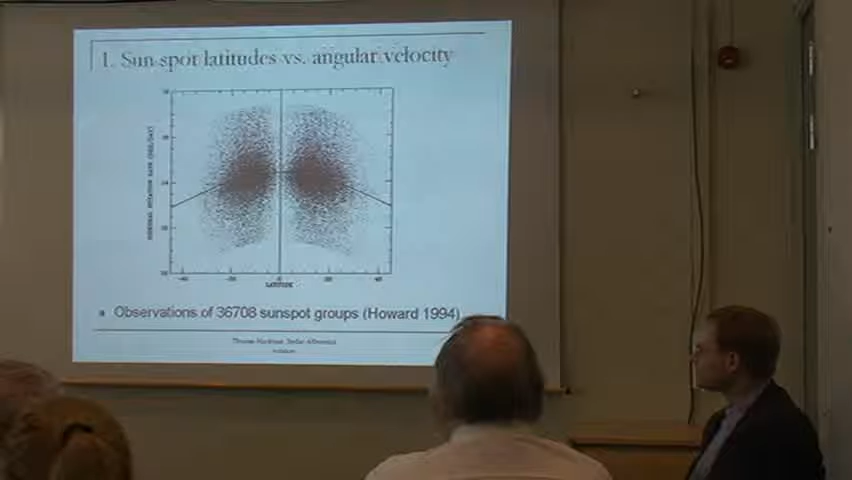 1. Sun spot latitudes vs. angular velocity
LATITUDE
Observations of 36708 sunspot groups (Howard 1994)